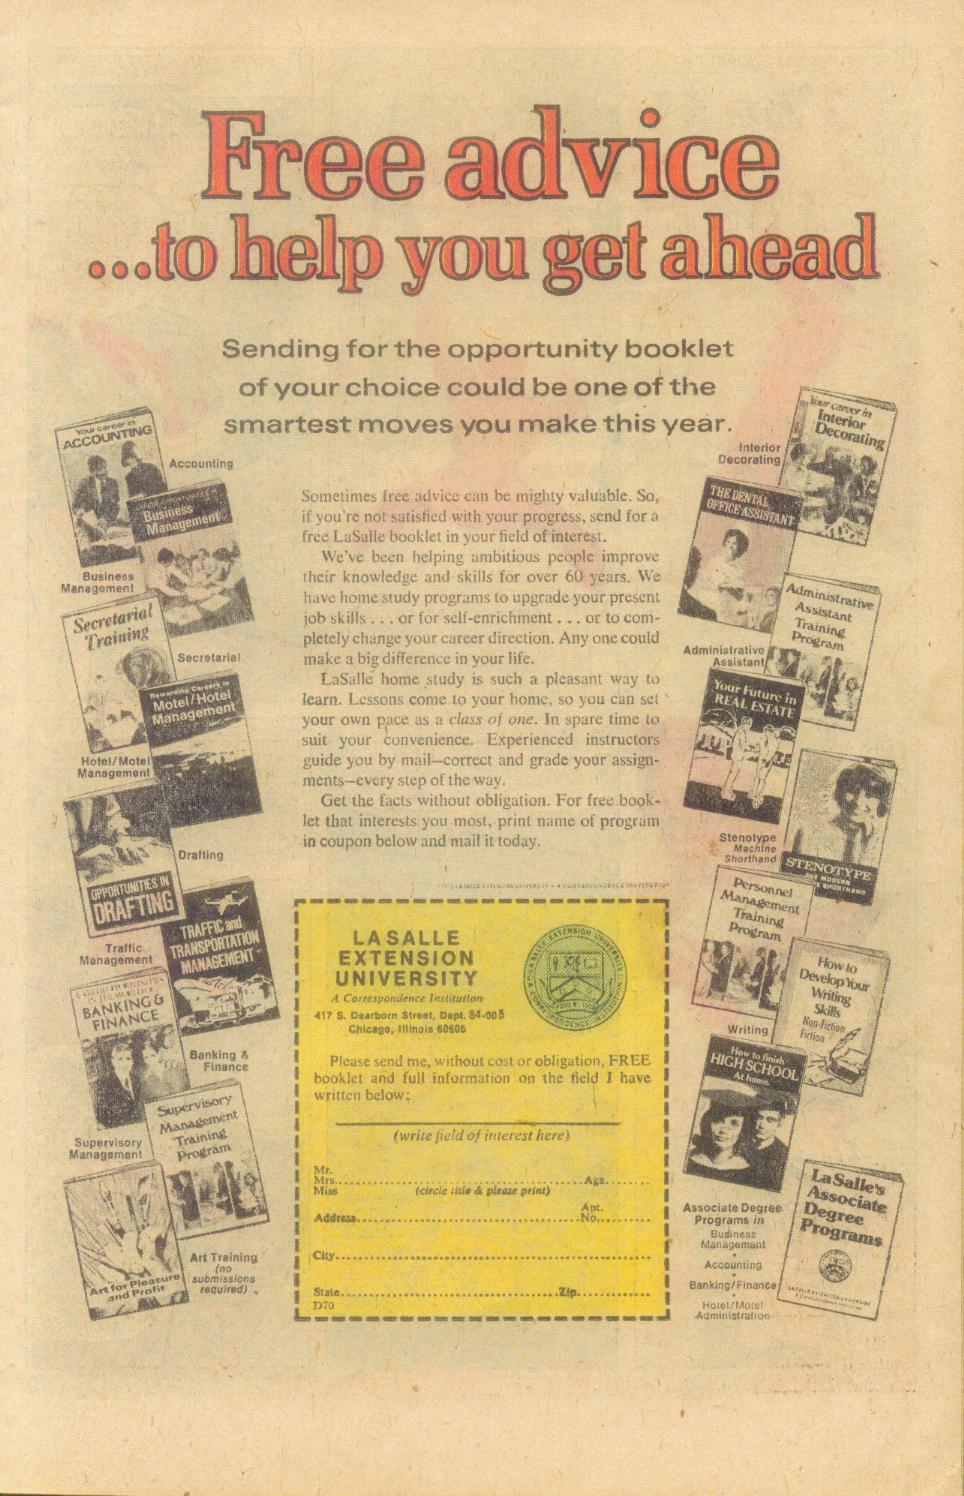 Free advice
...to help you get ahead
Sending for the opportunity booklet
of your choice could be one of the
smartest moves you make this year.
Your career in
ACCOUNTING
Accounting
Business
Management
Business
Management
Secretarial
Training
Secretarial
Rewarding Careers in
Motel/Hotel
Management
Hotel/Motel
Management
Drafting
OPPORTUNITIES IN
DRAFTING
TRAFFIC and
TRANSPORTATION
MANAGEMENT
Traffic
Management
BANKING &
FINANCE
Banking &
Finance
Supervisory
Management
Training
Program
Supervisory
Management
Art for Pleasure
and Profit
Art Training
(no
submissions
required)
Sometimes free advice can be mighty valuable. So,
if you're not satisfied with your progress, send for a
free LaSalle booklet in your field of interest.
We've been helping ambitious people improve
their knowledge and skills for over 60 years. We
have home study programs to upgrade your present
job skills . . . or for self-enrichment . . . or to com-
pletely change your career direction. Any one could
make a big difference in your life.
LaSalle home study is such a pleasant way to
learn. Lessons come to your home, so you can set
your own pace as a class of one. In spare time to
suit your convenience. Experienced instructors
guide you by mail—correct and grade your assign-
ments—every step of the way.
Get the facts without obligation. For free book-
let that interests you most, print name of program
in coupon below and mail it today.
LASALLE EXTENSION UNIVERSITY • A CORRESPONDENCE INSTITUTION
LASALLE
EXTENSION
UNIVERSITY
A Correspondence Institution
417 S. Dearborn Street, Dept. 84-005
Chicago, Illinois 60605
Please send me, without cost or obligation, FREE
booklet and full information on the field I have
written below:
(write field of interest here)
Mr.
Mrs. Age
Miss (circle title & please print)
Address Apt. No.
City
State Zip
D70
Your career in
Interior
Decorating
Interior
Decorating
THE DENTAL
OFFICE ASSISTANT
Administrative
Assistant
Training
Program
Administrative
Assistant
Your Future in
REAL ESTATE
Stenotype
Machine
Shorthand
STENOTYPE
THE MODERN
SHORTHAND
Personnel
Management
Training
Program
How to
Develop Your
Writing
Skills
Non-fiction
Fiction
Writing
How to finish
HIGH SCHOOL
At home.
LaSalle's
Associate
Degree
Programs
LASALLE EXTENSION UNIVERSITY
A Correspondence Institution
Associate Degree
Programs in
Business
Management
•
Accounting
•
Banking/Finance
•
Hotel/Motel
Administration